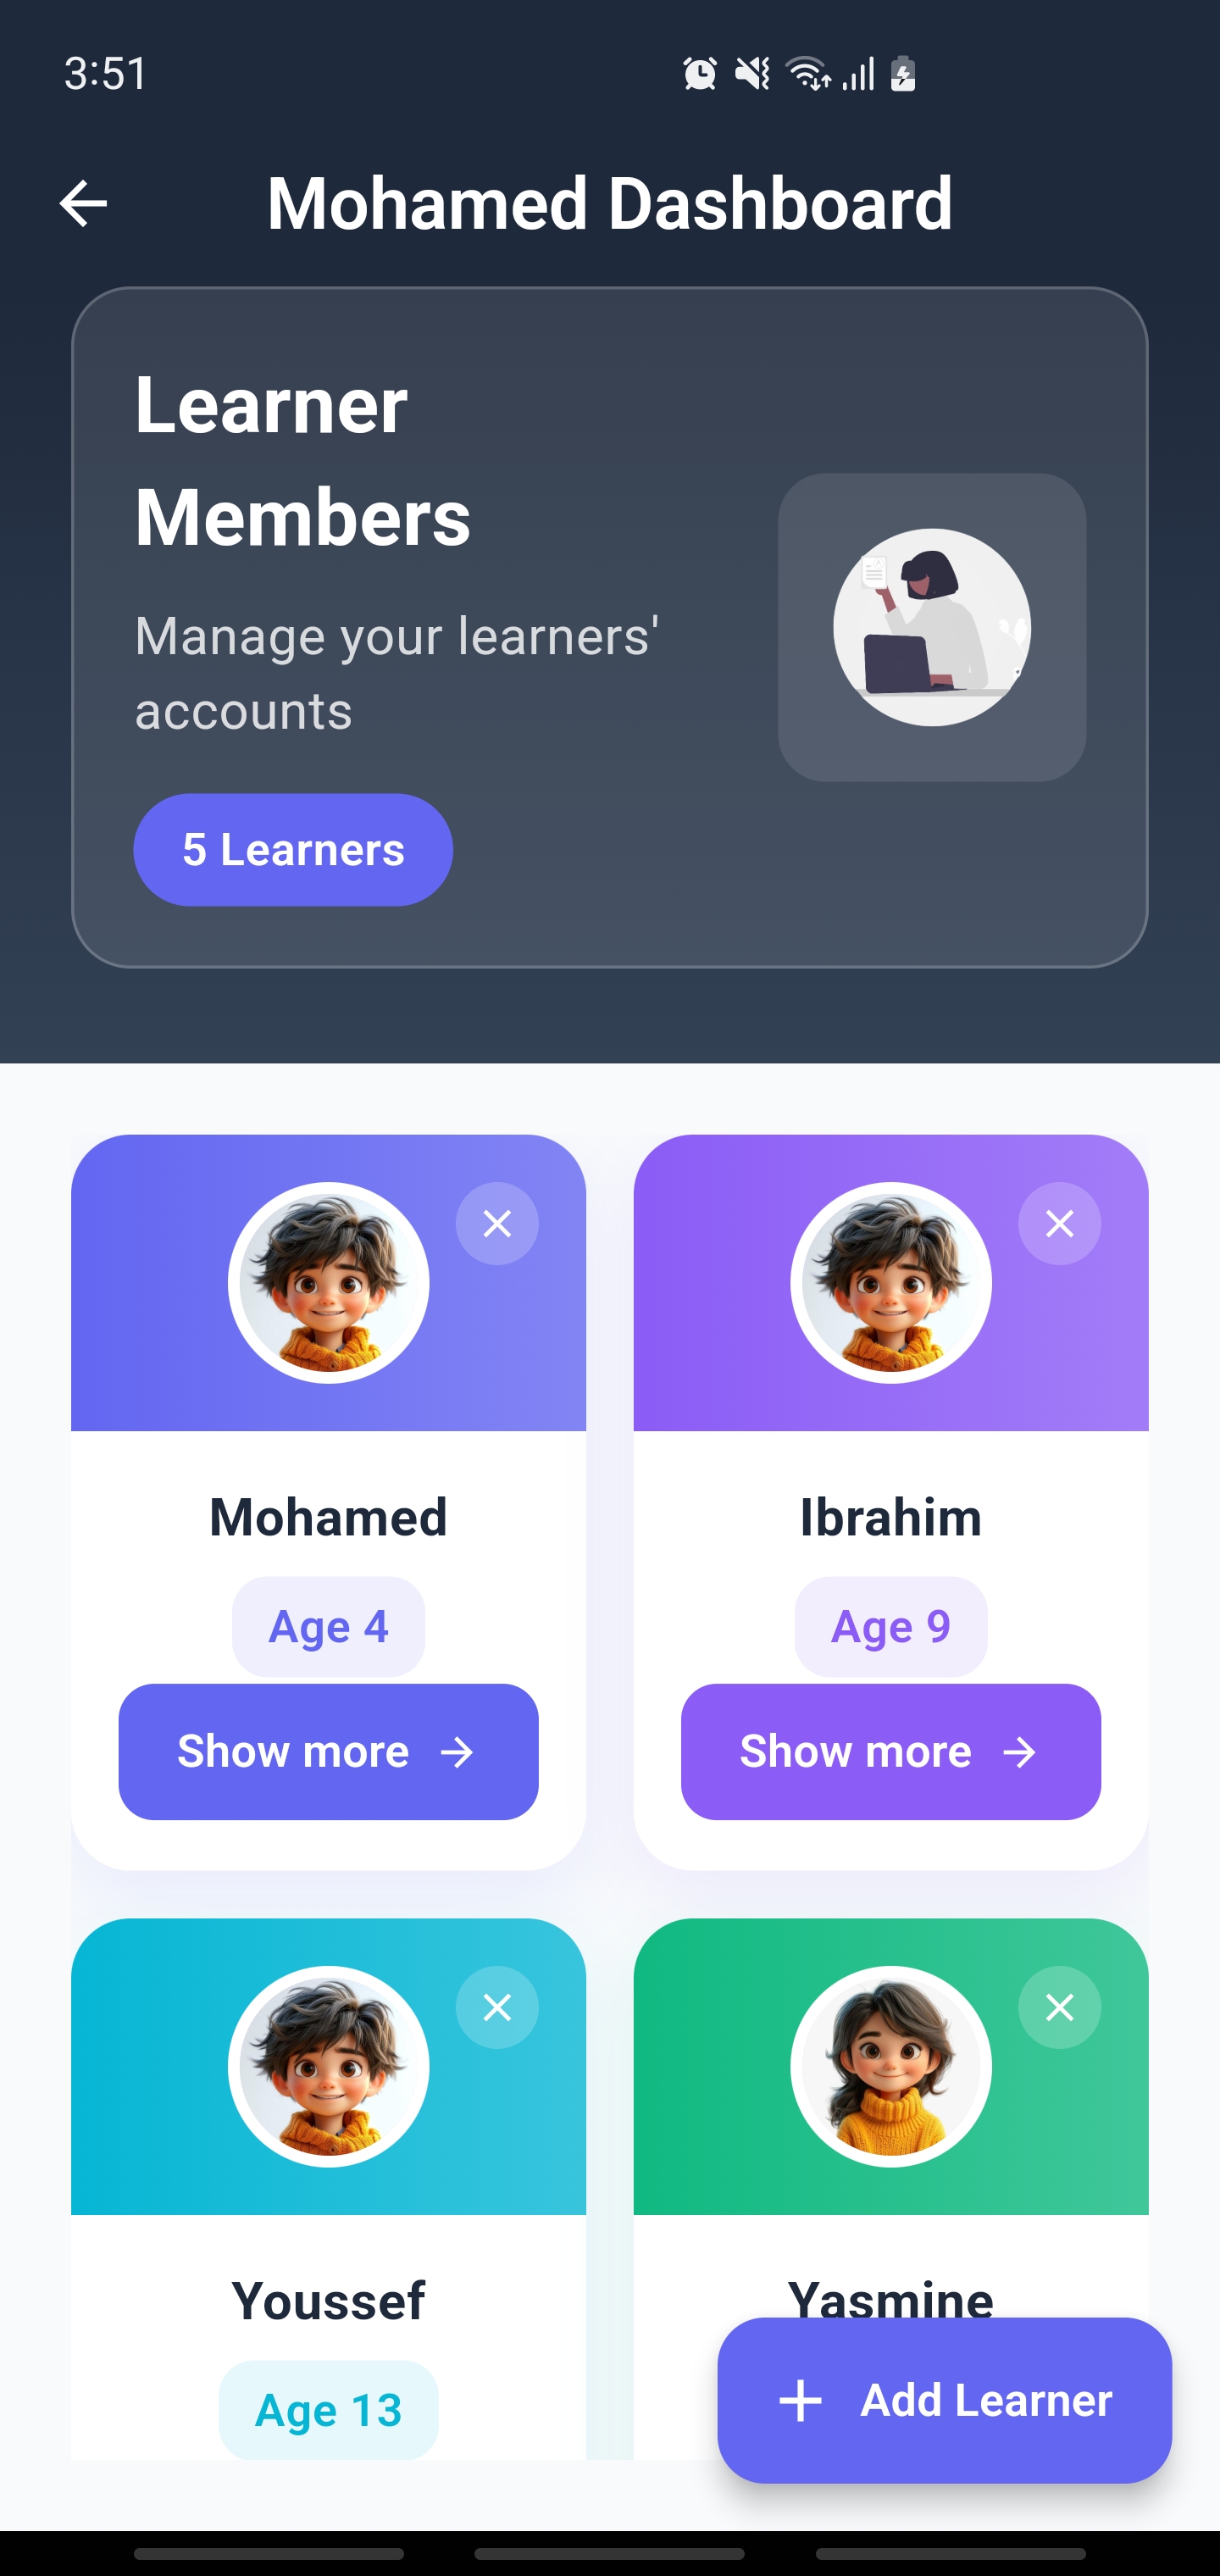 3:51
Mohamed Dashboard
Learner
Members
Manage your learners'
accounts
5 Learners
Mohamed
Age 4
Show more
Ibrahim
Age 9
Show more
Youssef
Age 13
Yasmine
Add Learner